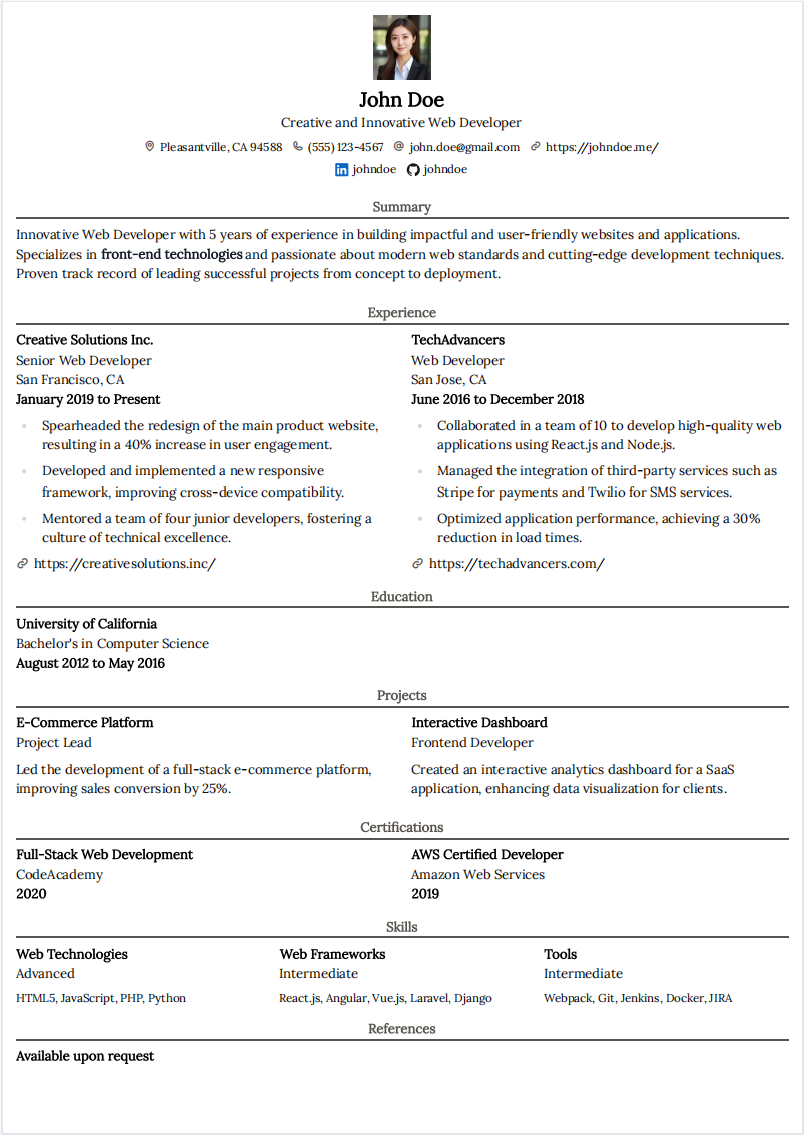 John Doe
Creative and Innovative Web Developer
Pleasantville, CA 94588 (555) 123-4567 john.doe@gmail.com https://johndoe.me/
johndoe johndoe
Summary
Innovative Web Developer with 5 years of experience in building impactful and user-friendly websites and applications.
Specializes in front-end technologies and passionate about modern web standards and cutting-edge development techniques.
Proven track record of leading successful projects from concept to deployment.
Experience
Creative Solutions Inc.
Senior Web Developer
San Francisco, CA
January 2019 to Present
Spearheaded the redesign of the main product website,
resulting in a 40% increase in user engagement.
Developed and implemented a new responsive
framework, improving cross-device compatibility.
Mentored a team of four junior developers, fostering a
culture of technical excellence.
https://creativesolutions.inc/
TechAdvancers
Web Developer
San Jose, CA
June 2016 to December 2018
Collaborated in a team of 10 to develop high-quality web
applications using React.js and Node.js.
Managed the integration of third-party services such as
Stripe for payments and Twilio for SMS services.
Optimized application performance, achieving a 30%
reduction in load times.
https://techadvancers.com/
Education
University of California
Bachelor's in Computer Science
August 2012 to May 2016
Projects
E-Commerce Platform
Project Lead
Led the development of a full-stack e-commerce platform,
improving sales conversion by 25%.
Interactive Dashboard
Frontend Developer
Created an interactive analytics dashboard for a SaaS
application, enhancing data visualization for clients.
Certifications
Full-Stack Web Development
CodeAcademy
2020
AWS Certified Developer
Amazon Web Services
2019
Skills
Web Technologies
Advanced
HTML5, JavaScript, PHP, Python
Web Frameworks
Intermediate
React.js, Angular, Vue.js, Laravel, Django
Tools
Intermediate
Webpack, Git, Jenkins, Docker, JIRA
References
Available upon request